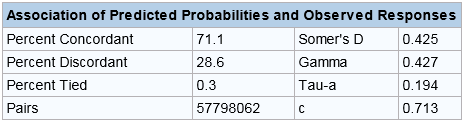 Association of Predicted Probabilities and Observed Responses
Percent Concordant 71.1 Somer's D 0.425
Percent Discordant 28.6 Gamma 0.427
Percent Tied 0.3 Tau-a 0.194
Pairs 57798062 c 0.713